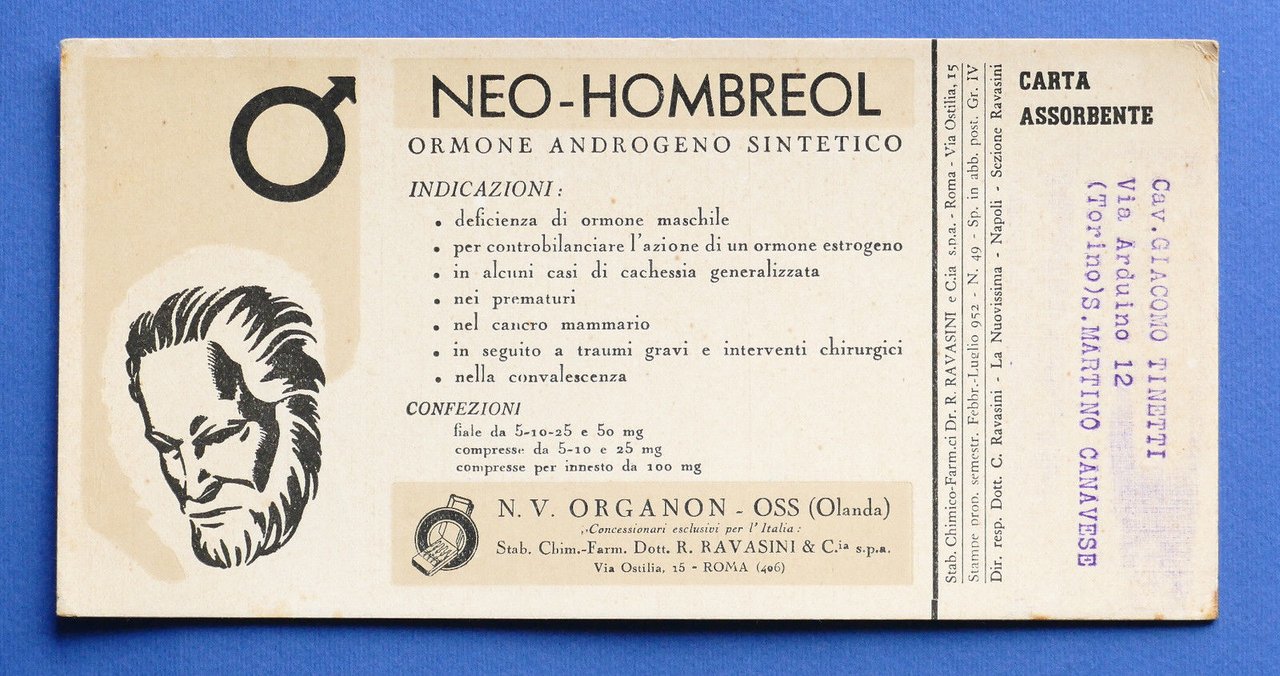 NEO-HOMBREOL
ORMONE ANDROGENO SINTETICO
INDICAZIONI:
• deficienza di ormone maschile
• per controbilanciare l'azione di un ormone estrogeno
• in alcuni casi di cachessia generalizzata
• nei prematuri
• nel cancro mammario
• in seguito a traumi gravi e interventi chirurgici
• nella convalescenza
CONFEZIONI
fiale da 5-10-25 e 50 mg
compresse da 5-10 e 25 mg
compresse per innesto da 100 mg
N. V. ORGANON - OSS (Olanda)
Concessionari esclusivi per l'Italia:
Stab. Chim.-Farm. Dott. R. RAVASINI & C.ia s.p.a.
Via Ostilia, 15 - ROMA (406)
Stab. Chimico-Farm.ci Dr. R. RAVASINI e C.ia s.p.a. - Roma - Via Ostilia, 15
Stampe prop. semestr. Febbr.-Luglio 952 - N. 49 - Sp. in abb. post. Gr. IV
Dir. resp. Dott. C. Ravasini - La Nuovissima - Napoli - Sezione Ravasini
CARTA
ASSORBENTE
Cav.GIACOMO TINETTI
Via Arduino 12
(Torino)S.MARTINO CANAVESE